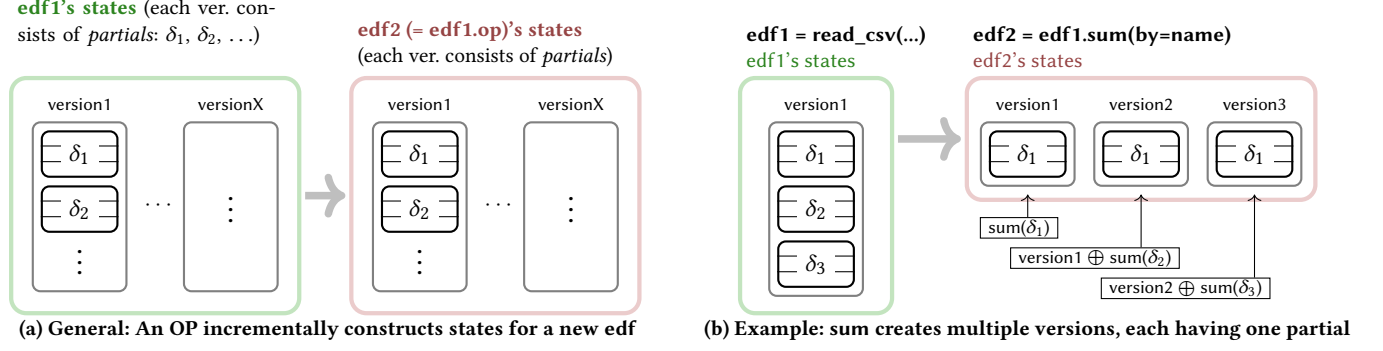 edf1's states (each ver. con-
sists of partials: δ1, δ2, ...)
edf2 (= edf1.op)'s states
(each ver. consists of partials)
version1
versionX
δ1
δ2
⋮
...
⋮
version1
versionX
δ1
δ2
⋮
...
⋮
(a) General: An OP incrementally constructs states for a new edf
edf1 = read_csv(...)
edf1's states
edf2 = edf1.sum(by=name)
edf2's states
version1
δ1
δ2
δ3
version1
version2
version3
δ1
δ1
δ1
sum(δ1)
version1 ⊕ sum(δ2)
version2 ⊕ sum(δ3)
(b) Example: sum creates multiple versions, each having one partial